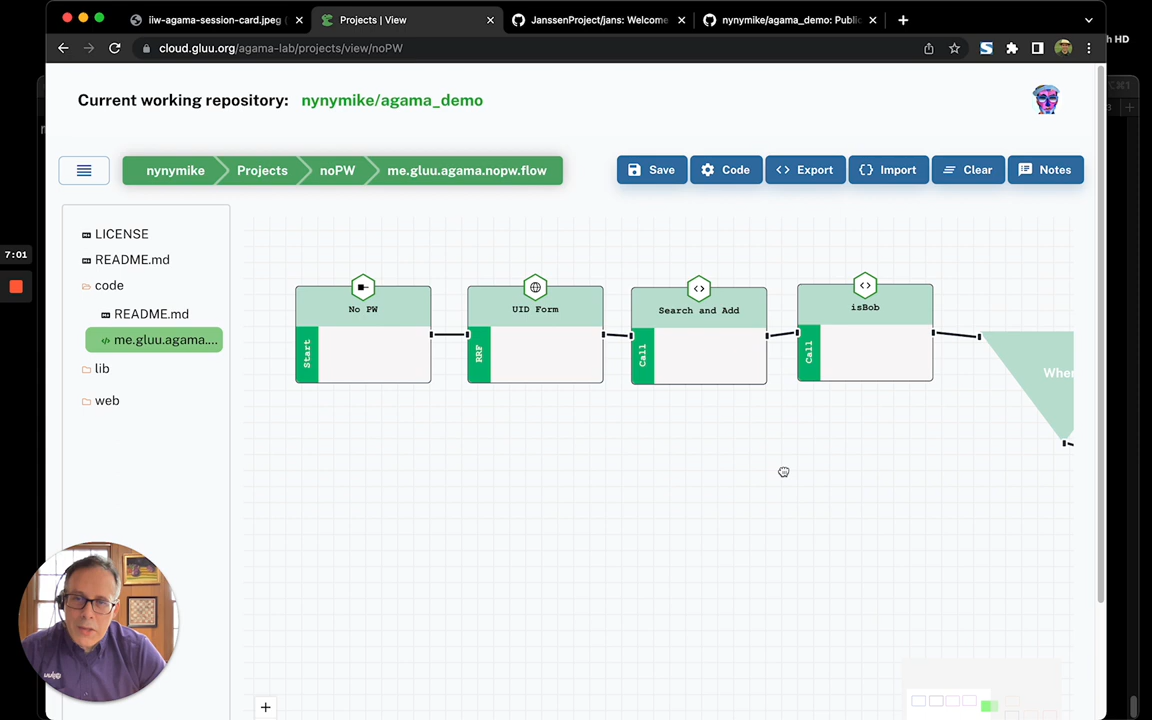 iiw-agama-session-card.jpeg (
Projects | View
JanssenProject/jans: Welcome
nynymike/agama_demo: Public
h HD
cloud.gluu.org/agama-lab/projects/view/noPW
Current working repository: nynymike/agama_demo
nynymike
Projects
noPW
me.gluu.agama.nopw.flow
Save
Code
Export
Import
Clear
Notes
7:01
LICENSE
README.md
code
README.md
me.gluu.agama....
lib
web
No PW
Start
UID Form
RRF
Search and Add
Call
isBob
Call
When